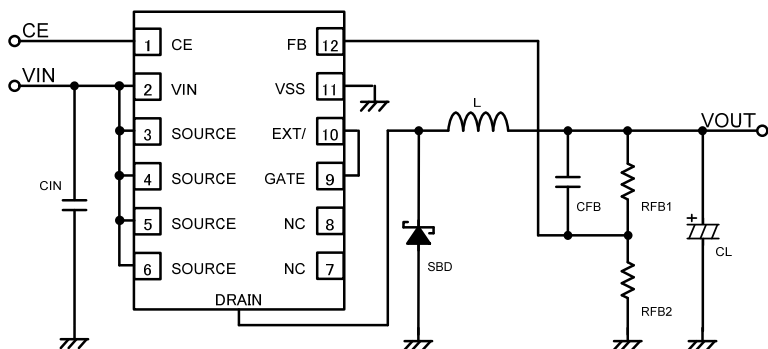 CE
VIN
1 CE FB 12
2 VIN VSS 11
3 SOURCE EXT/ 10
4 SOURCE GATE 9
5 SOURCE NC 8
6 SOURCE NC 7
DRAIN
CIN
L
VOUT
SBD
CFB
RFB1
RFB2
+
CL